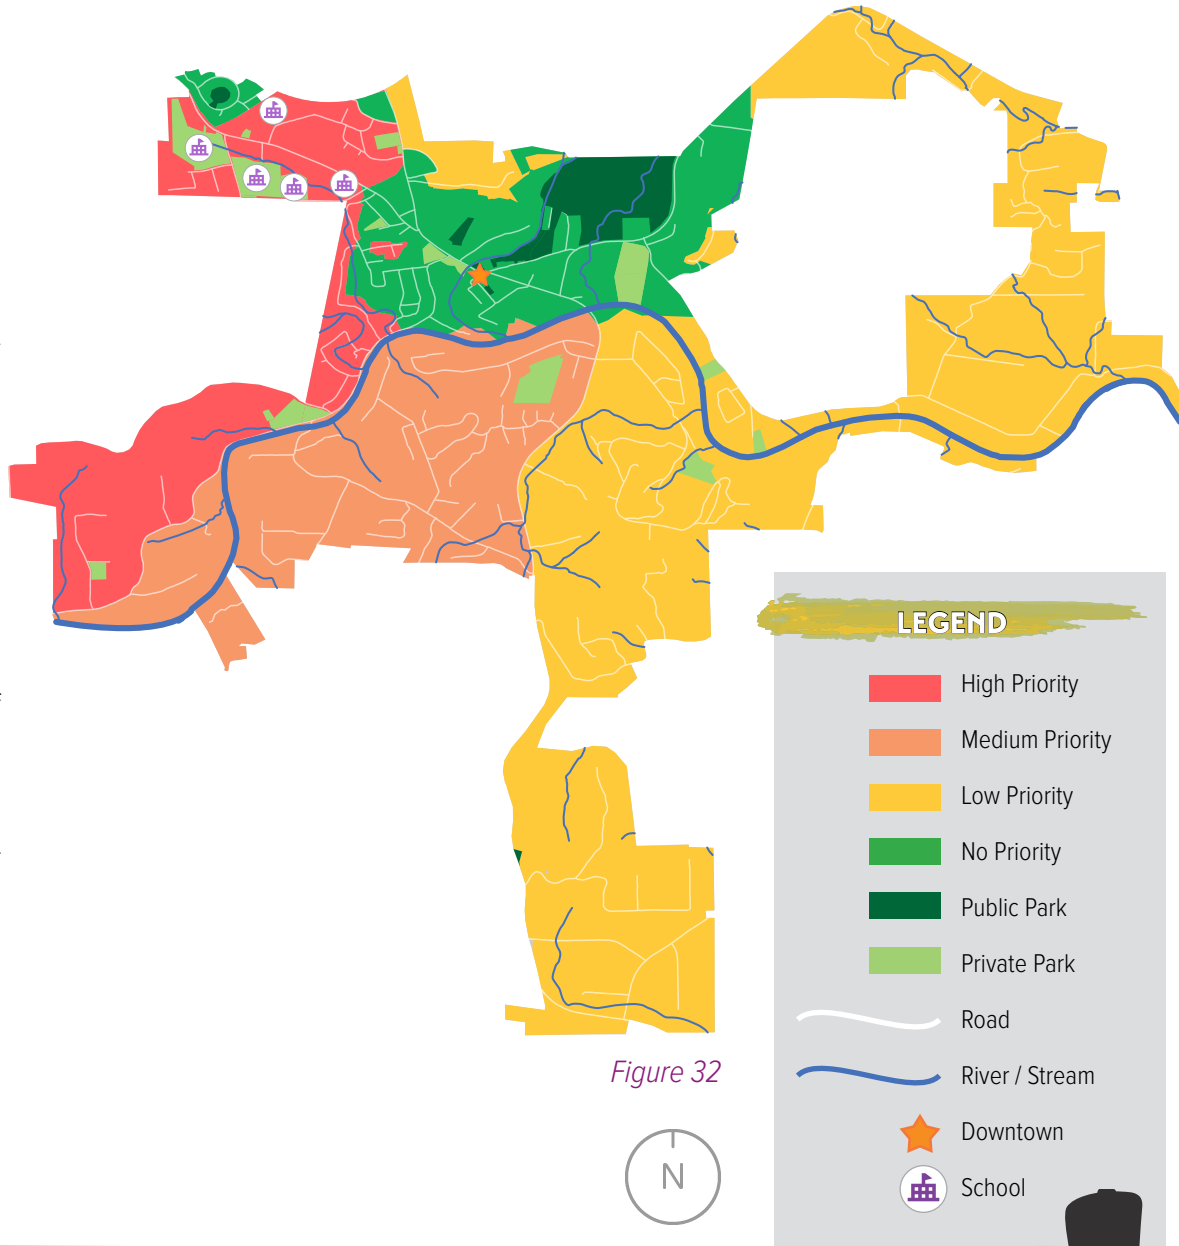 LEGEND
High Priority
Medium Priority
Low Priority
No Priority
Public Park
Private Park
Road
River / Stream
Downtown
School
Figure 32
N